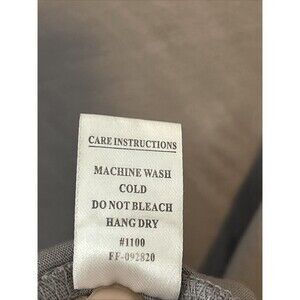 CARE INSTRUCTIONS
MACHINE WASH
COLD
DO NOT BLEACH
HANG DRY
#1100
FF-092820